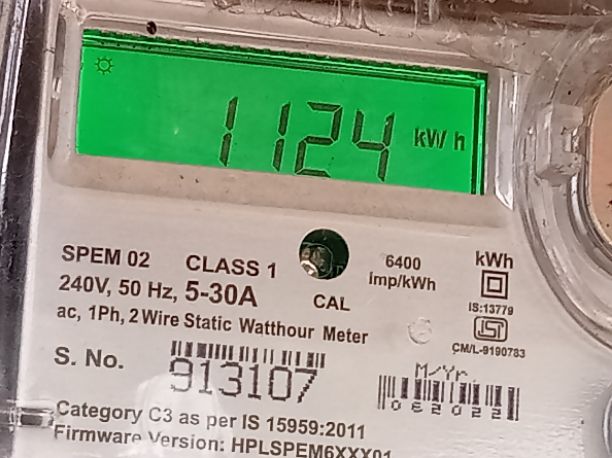 1124 kW h
SPEM 02 CLASS 1 CAL 6400 imp/kWh kWh
240V, 50 Hz, 5-30A
IS:13779
ac, 1Ph, 2 Wire Static Watthour Meter
ISI
CM/L-9190783
S. No. 913107
M/Yr
062022
Category C3 as per IS 15959:2011
Firmware Version: HPLSPEM6XXX01